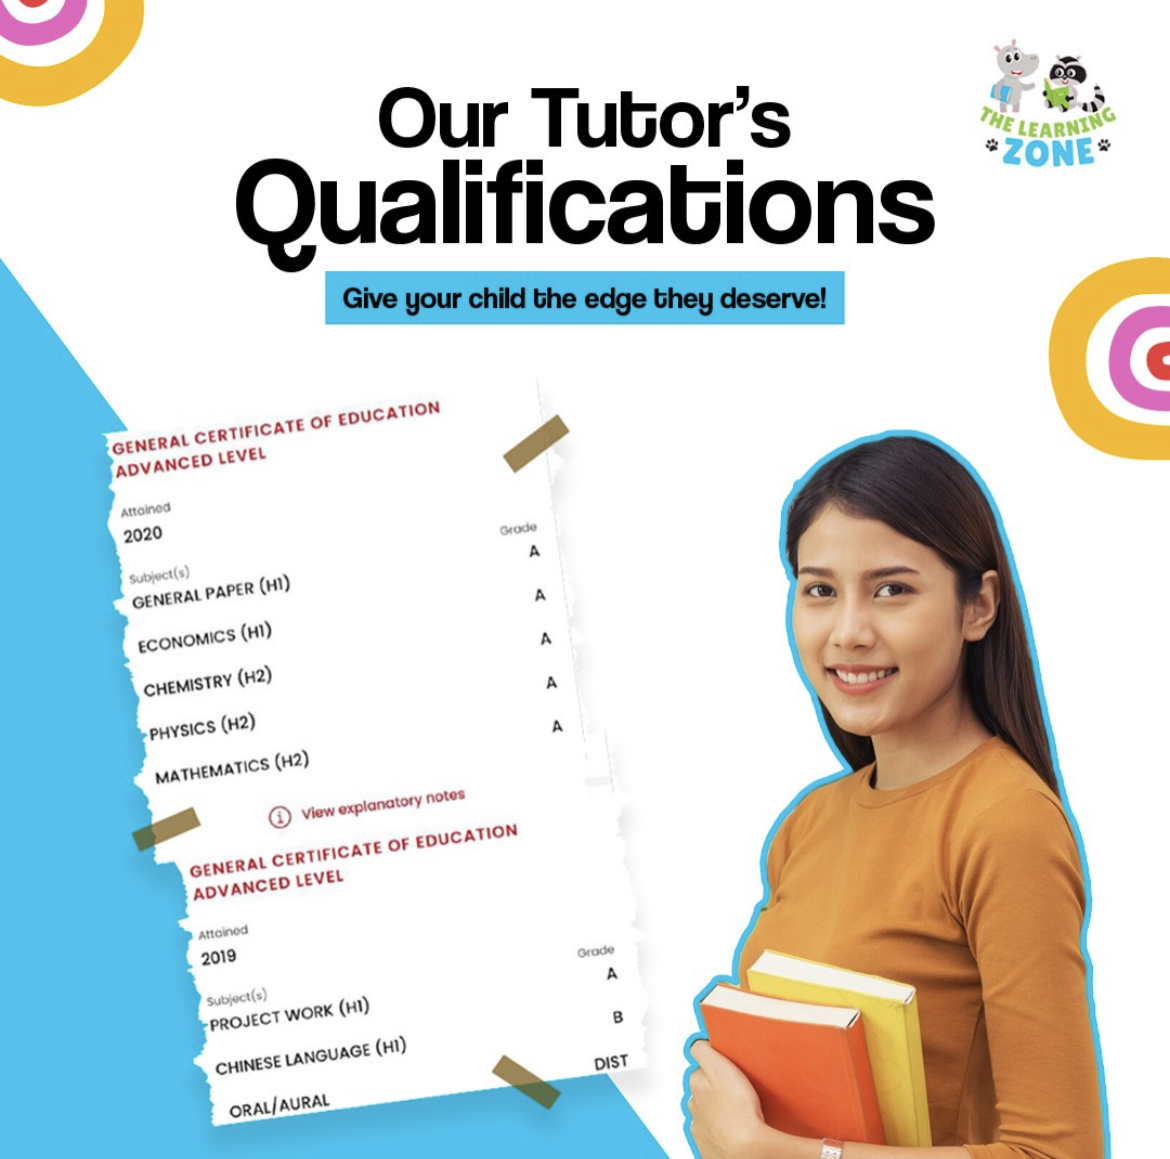 Our Tutor's
Qualifications
THE LEARNING
ZONE
Give your child the edge they deserve!
GENERAL CERTIFICATE OF EDUCATION
ADVANCED LEVEL
Attained
2020
Subject(s) Grade
GENERAL PAPER (H1) A
ECONOMICS (H1) A
CHEMISTRY (H2) A
PHYSICS (H2) A
MATHEMATICS (H2) A
View explanatory notes
GENERAL CERTIFICATE OF EDUCATION
ADVANCED LEVEL
Attained
2019
Subject(s) Grade
PROJECT WORK (H1) A
CHINESE LANGUAGE (H1) B
ORAL/AURAL DIST